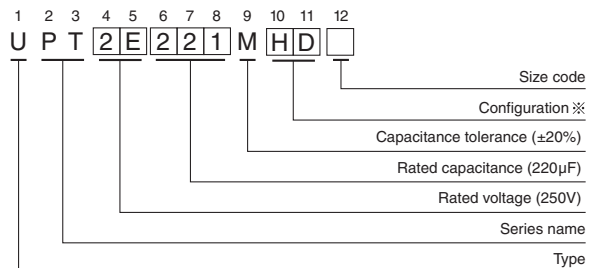 1 2 3 4 5 6 7 8 9 10 11 12
U P T 2 E 2 2 1 M H D
Size code
Configuration ※
Capacitance tolerance (±20%)
Rated capacitance (220µF)
Rated voltage (250V)
Series name
Type